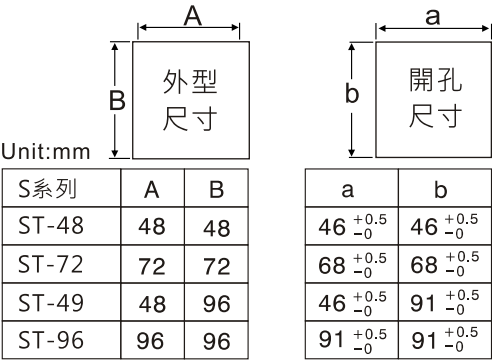 A
B
外型
尺寸
a
b
開孔
尺寸
Unit:mm
S系列 A B
ST-48 48 48
ST-72 72 72
ST-49 48 96
ST-96 96 96
a b
46 +0.5 -0 46 +0.5 -0
68 +0.5 -0 68 +0.5 -0
46 +0.5 -0 91 +0.5 -0
91 +0.5 -0 91 +0.5 -0